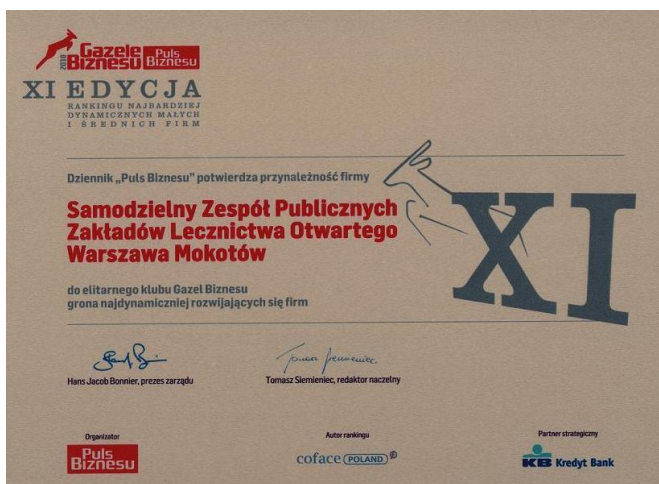 Gazele
Biznesu
2010
Puls
Biznesu
XI EDYCJA
RANKINGU NAJBARDZIEJ
DYNAMICZNYCH MAŁYCH
I ŚREDNICH FIRM
Dziennik „Puls Biznesu" potwierdza przynależność firmy
Samodzielny Zespół Publicznych
Zakładów Lecznictwa Otwartego
Warszawa Mokotów
XI
do elitarnego klubu Gazel Biznesu
grona najdynamiczniej rozwijających się firm
Hans Jacob Bonnier, prezes zarządu
Tomasz Siemieniec, redaktor naczelny
Organizator
Autor rankingu
Partner strategiczny
Puls
Biznesu
coface POLAND
KB Kredyt Bank